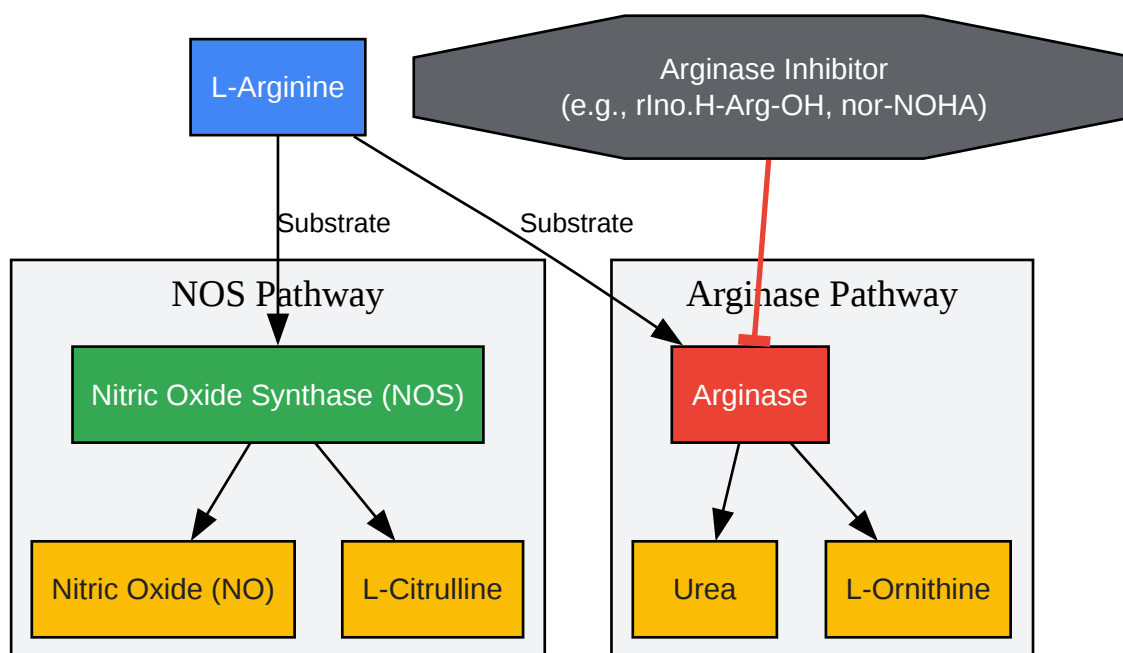 L-Arginine
Arginase Inhibitor
(e.g., rIno.H-Arg-OH, nor-NOHA)
Substrate
Substrate
NOS Pathway
Arginase Pathway
Nitric Oxide Synthase (NOS)
Arginase
Nitric Oxide (NO)
L-Citrulline
Urea
L-Ornithine